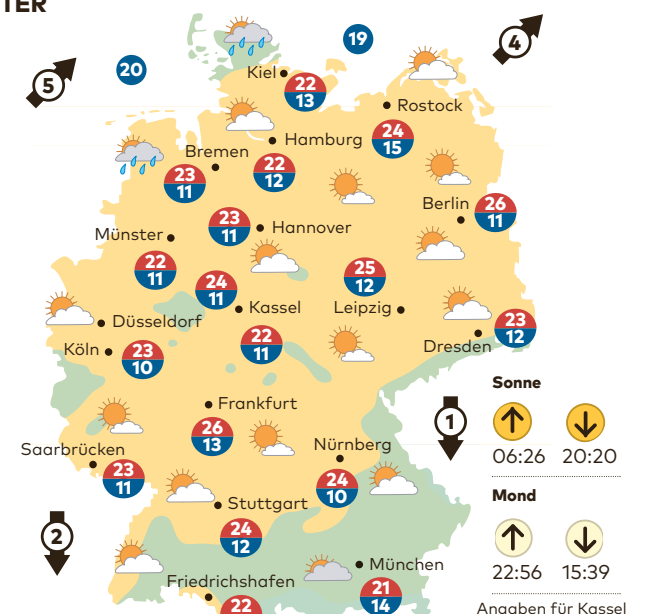 TER
19
4
20
5
Kiel
22
13
Rostock
24
15
Hamburg
22
12
Bremen
23
11
Berlin
26
11
23
11
Hannover
Münster
22
11
24
11
25
12
Kassel
Leipzig
Düsseldorf
23
12
Dresden
Köln
23
10
22
11
Frankfurt
26
13
1
Sonne
06:26 20:20
Saarbrücken
23
11
Nürnberg
24
10
Mond
22:56 15:39
Stuttgart
24
12
2
München
21
14
Friedrichshafen
22
Angaben für Kassel